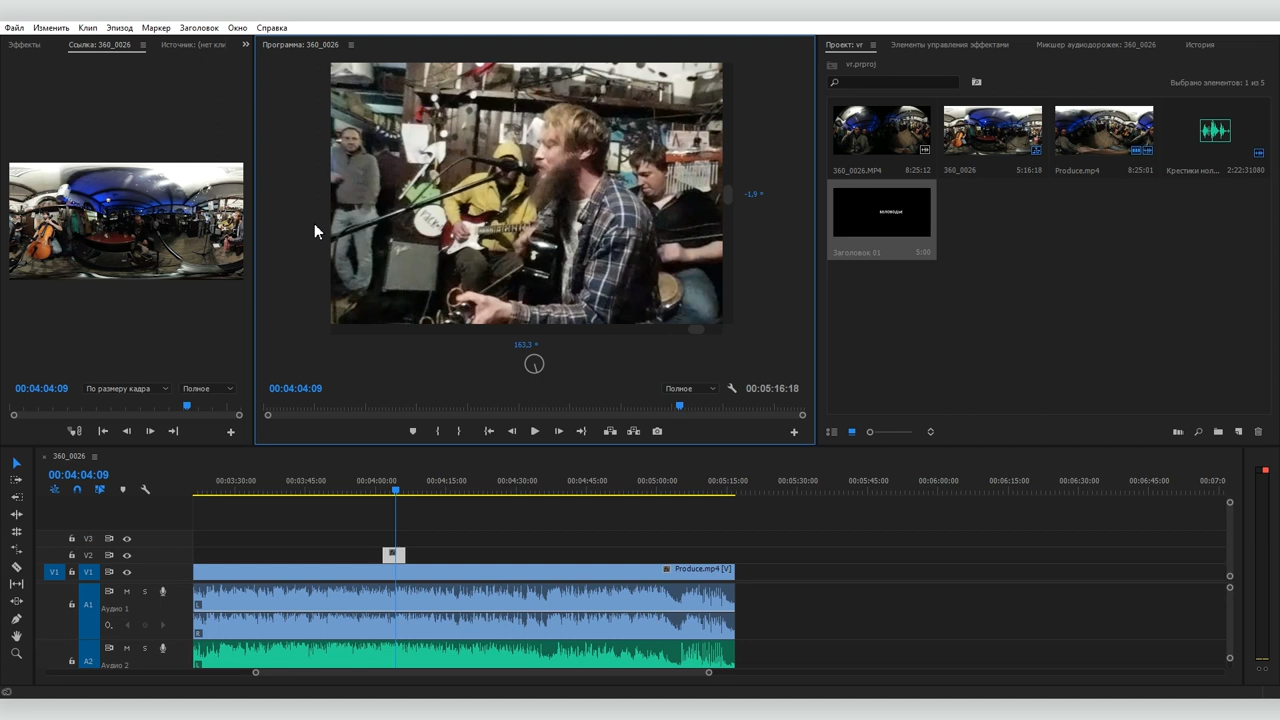 Файл Изменить Клип Эпизод Маркер Заголовок Окно Справка
Эффекты Ссылка: 360_0026 Источник: (нет кли
Программа: 360_0026
Проект: vr Элементы управления эффектами Микшер аудиодорожек: 360_0026 История
vr.prproj
Выбрано элементов: 1 из 5
-1,9 °
360_0026.MP4 8:25:12
360_0026 5:16:18
Produce.mp4 8:25:01
Крестики нол... 2:22:31080
Заголовок 01 5:00
163,3 °
00:04:04:09 По размеру кадра Полное
00:04:04:09 Полное 00:05:16:18
360_0026
00:04:04:09
00:03:30:00 00:03:45:00 00:04:00:00 00:04:15:00 00:04:30:00 00:04:45:00 00:05:00:00 00:05:15:00 00:05:30:00 00:05:45:00 00:06:00:00 00:06:15:00 00:06:30:00 00:06:45:00 00:07:0
V3
V2
V1 V1 Produce.mp4 [V]
M S
A1 Аудио 1
L
R
M S
A2 Аудио 2
L